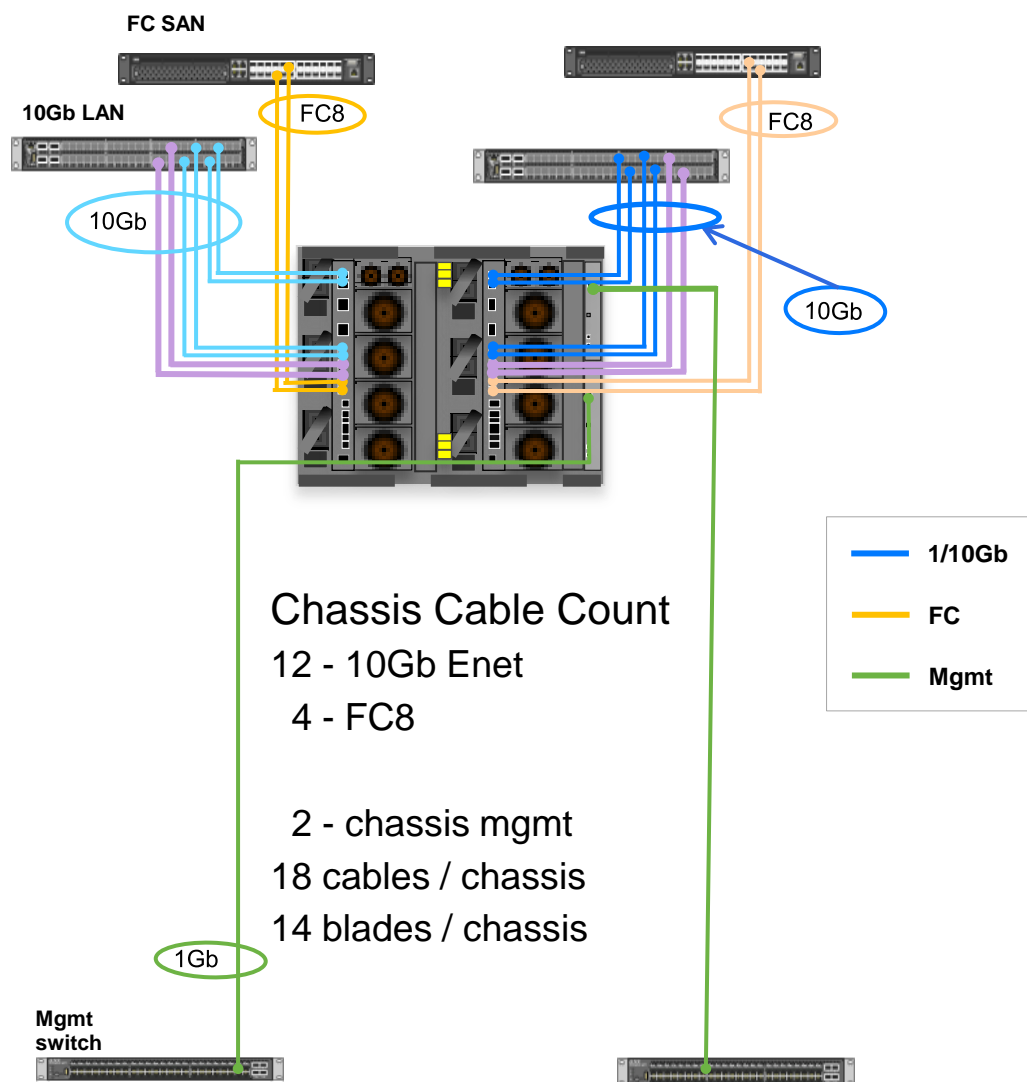 FC SAN
FC8
10Gb LAN
FC8
10Gb
10Gb
1/10Gb
FC
Mgmt
Chassis Cable Count
12 - 10Gb Enet
4 - FC8
2 - chassis mgmt
18 cables / chassis
14 blades / chassis
1Gb
Mgmt
switch